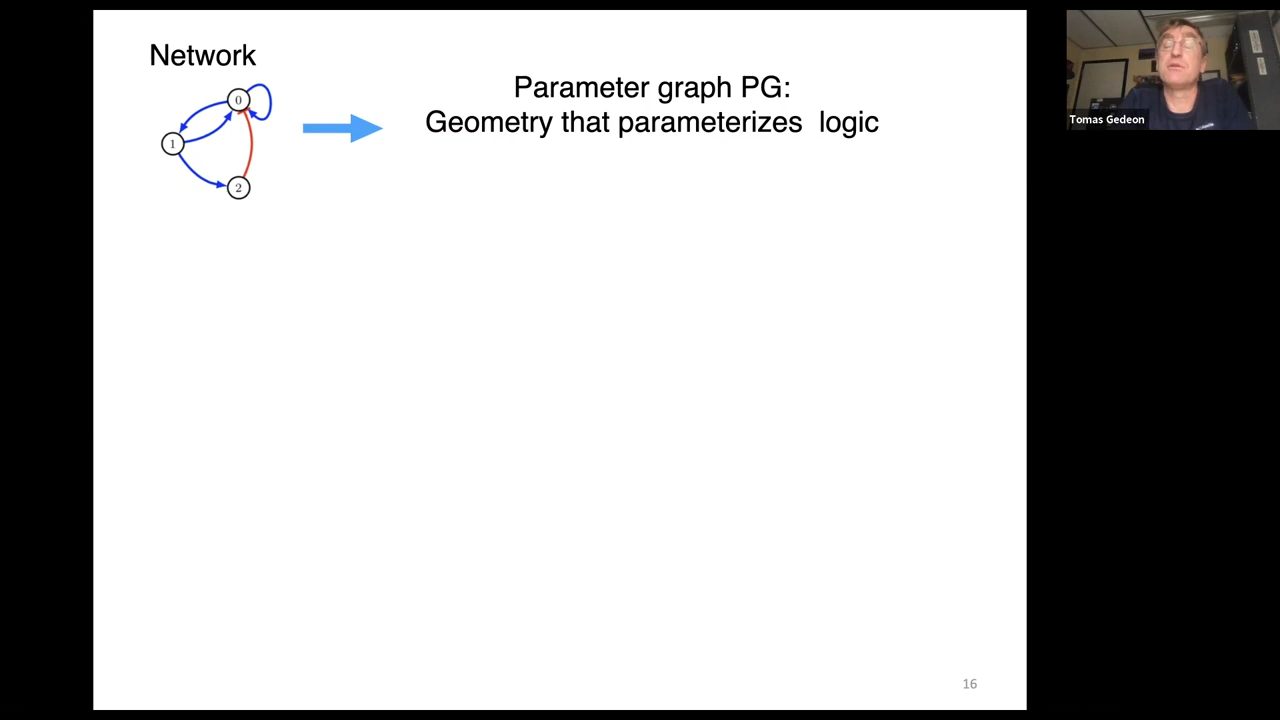 Network
Parameter graph PG:
Geometry that parameterizes  logic
0
1
2
16
Tomas Gedeon